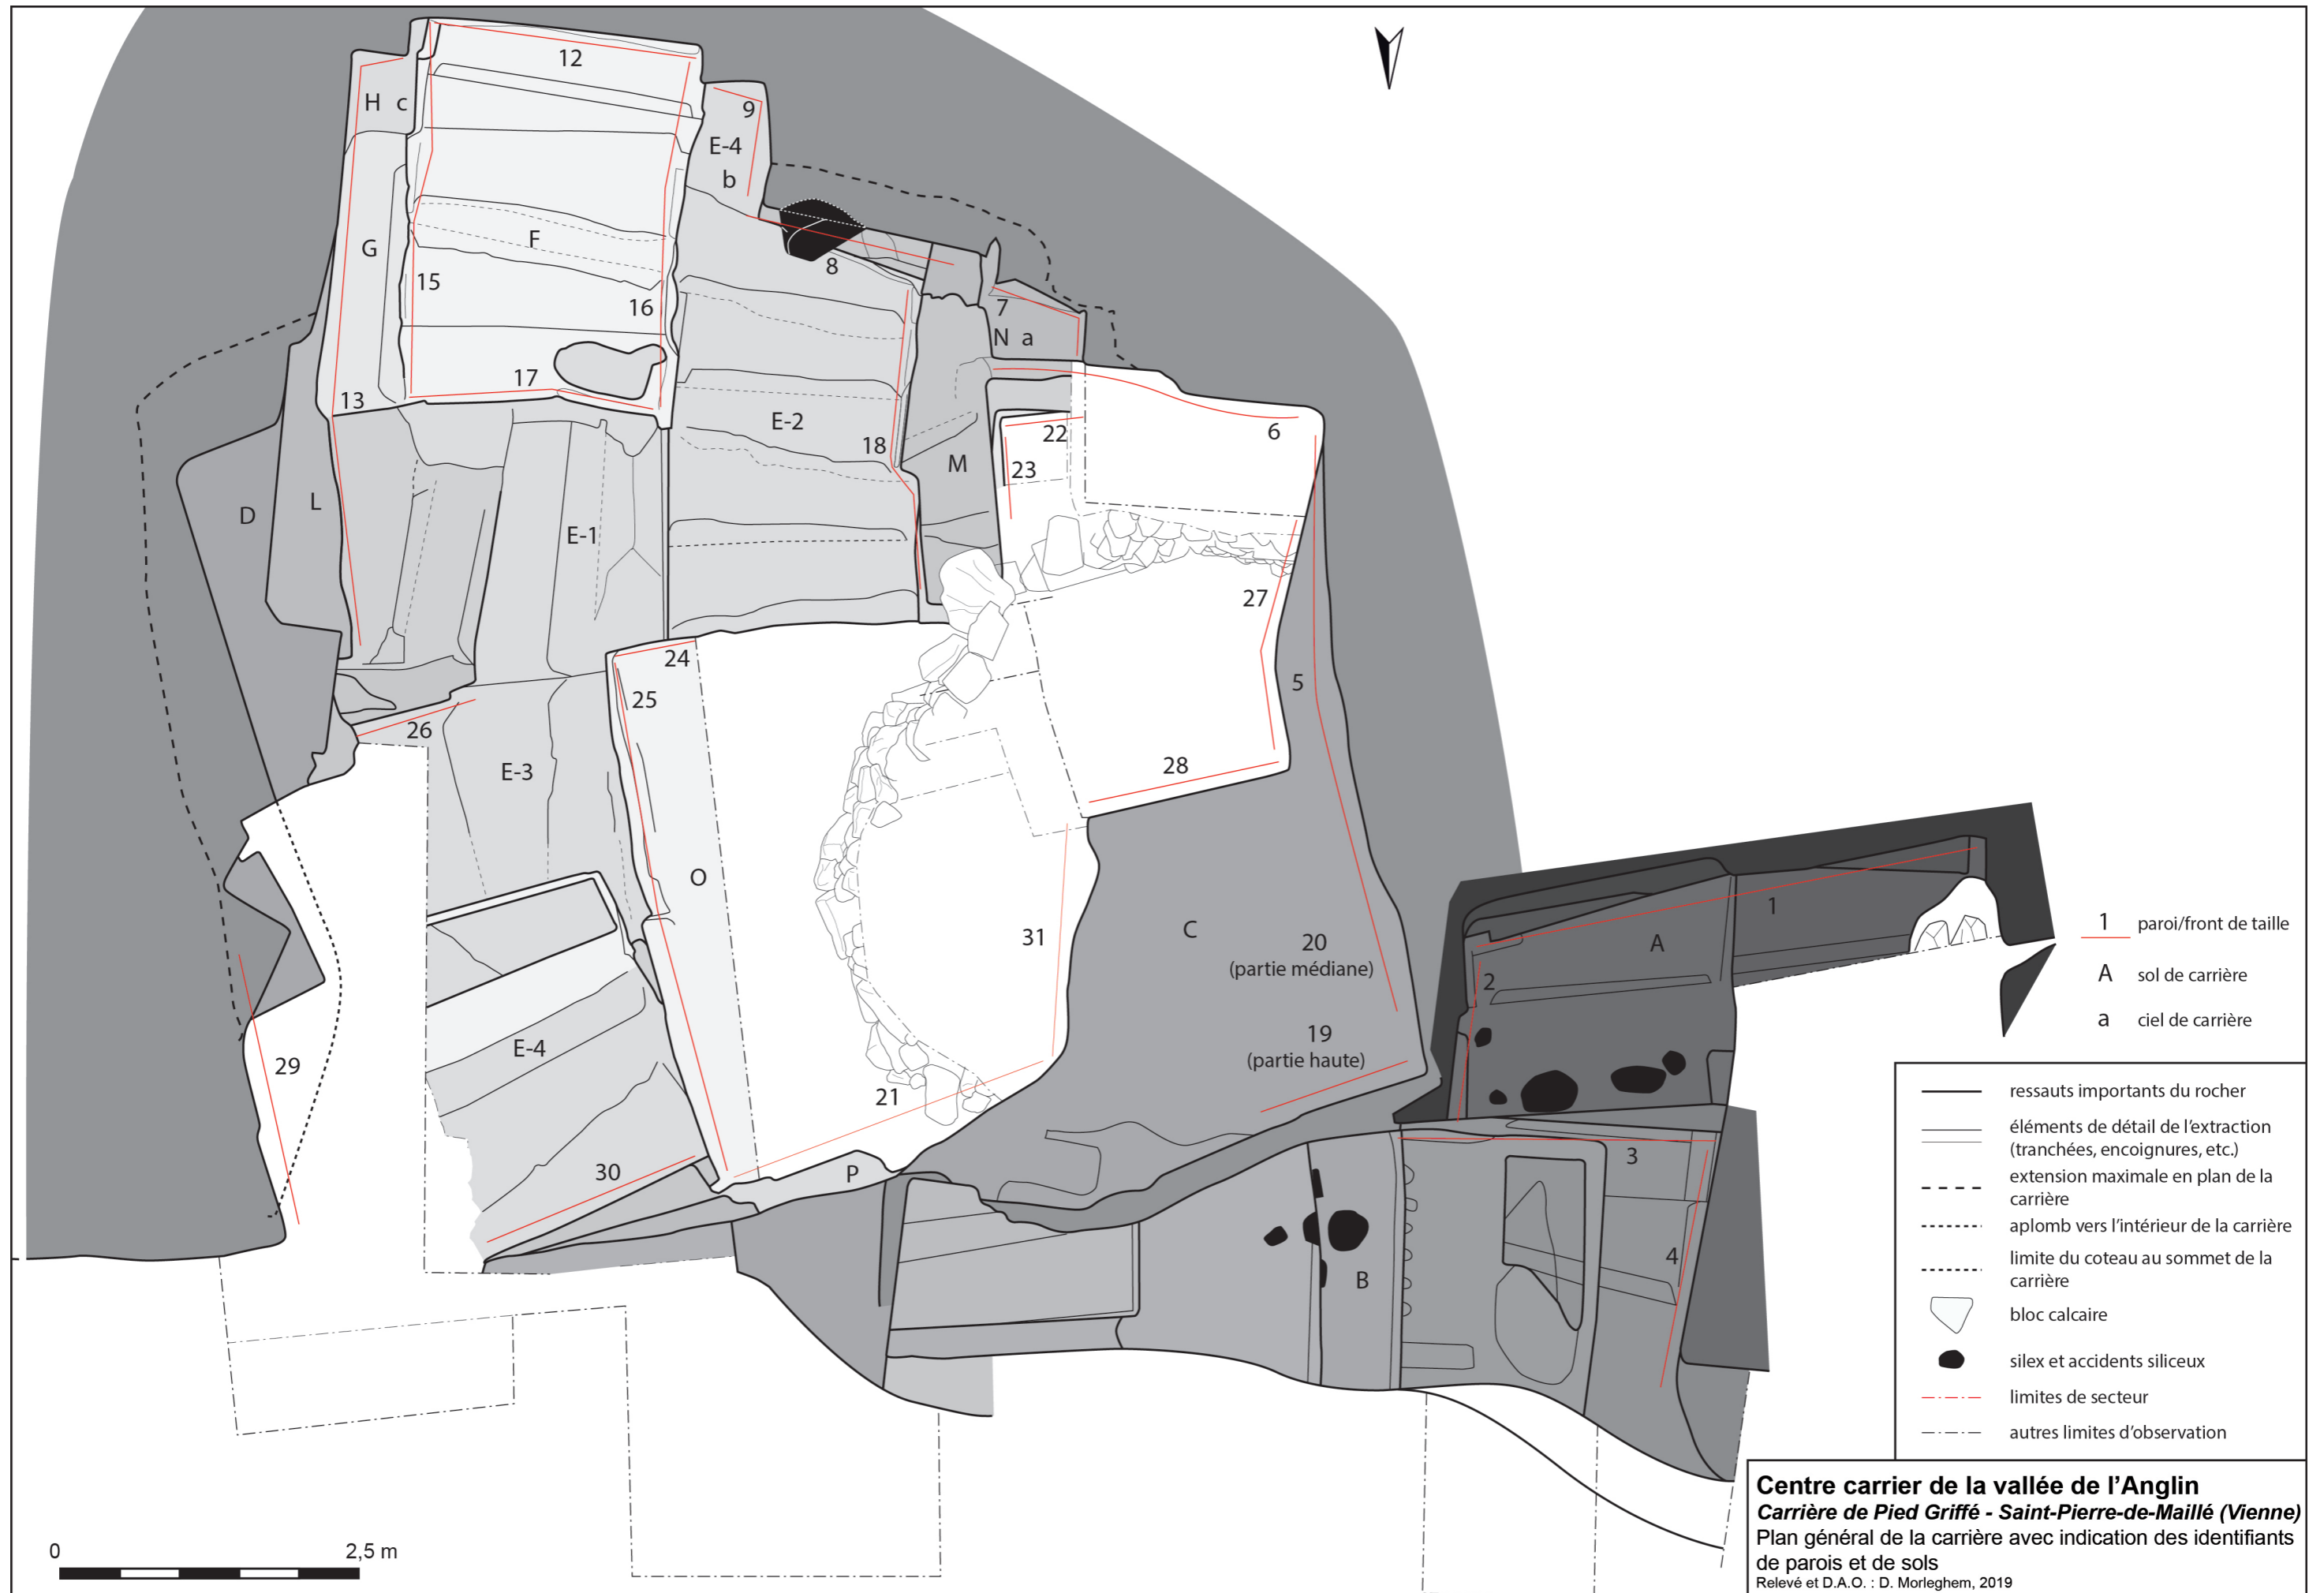 12
H c
9
E-4
b
G
F
15
16
8
7
N a
17
13
E-2
18
22
6
23
M
D
L
E-1
27
24
25
5
26
E-3
28
O
31
C
20
(partie médiane)
19
(partie haute)
1
A
2
29
E-4
21
30
P
3
4
B
1 paroi/front de taille
A sol de carrière
a ciel de carrière
ressauts importants du rocher
éléments de détail de l'extraction
(tranchées, encoignures, etc.)
extension maximale en plan de la
carrière
aplomb vers l'intérieur de la carrière
limite du coteau au sommet de la
carrière
bloc calcaire
silex et accidents siliceux
limites de secteur
autres limites d'observation
Centre carrier de la vallée de l'Anglin
Carrière de Pied Griffé - Saint-Pierre-de-Maillé (Vienne)
Plan général de la carrière avec indication des identifiants
de parois et de sols
Relevé et D.A.O. : D. Morleghem, 2019
0 2,5 m